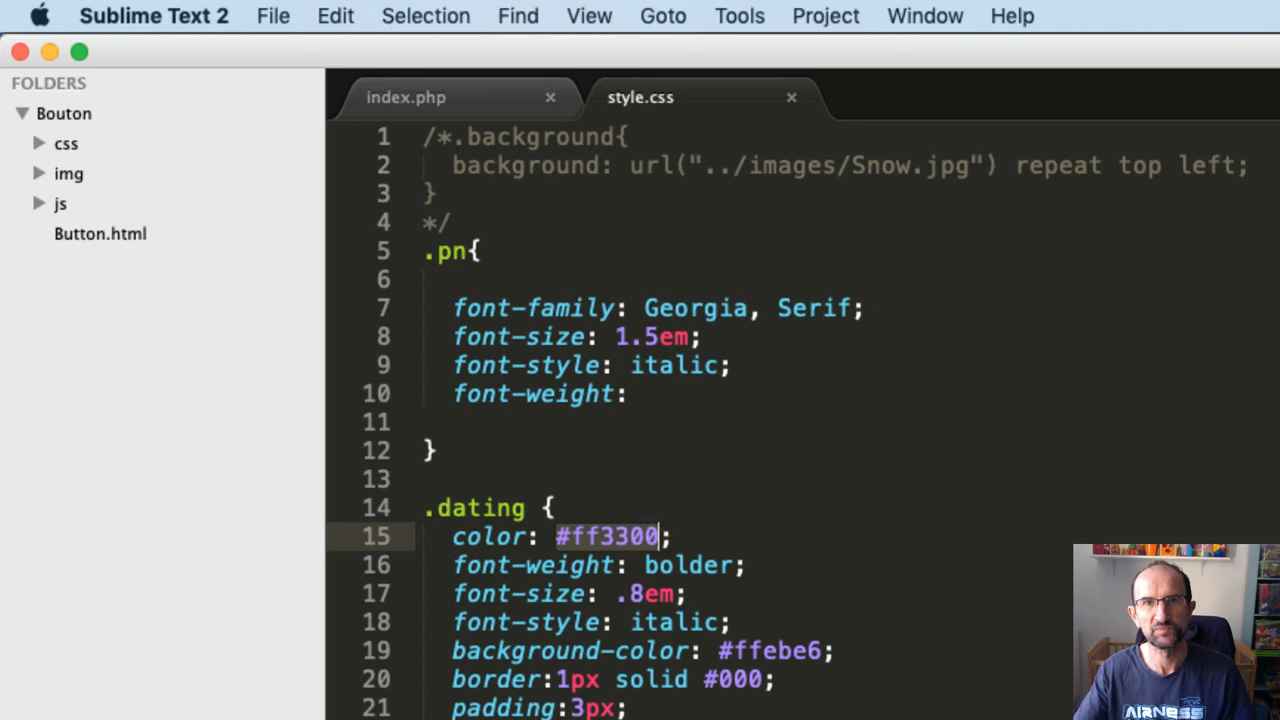 Sublime Text 2 File Edit Selection Find View Goto Tools Project Window Help
FOLDERS
Bouton
css
img
js
Button.html
index.php × style.css ×
1 /*.background{
2 background: url("../images/Snow.jpg") repeat top left;
3 }
4 */
5 .pn{
6
7 font-family: Georgia, Serif;
8 font-size: 1.5em;
9 font-style: italic;
10 font-weight:
11
12 }
13
14 .dating {
15 color: #ff3300;
16 font-weight: bolder;
17 font-size: .8em;
18 font-style: italic;
19 background-color: #ffebe6;
20 border:1px solid #000;
21 padding:3px;
AIRNESS